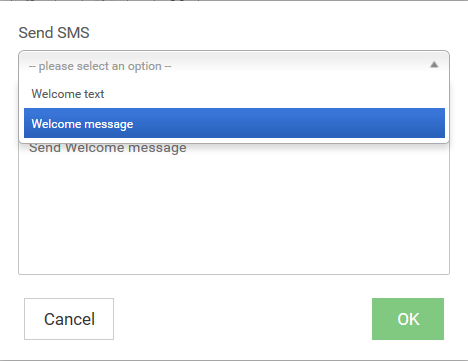 Send SMS
-- please select an option --
Welcome text
Welcome message
Send Welcome message
Cancel
OK